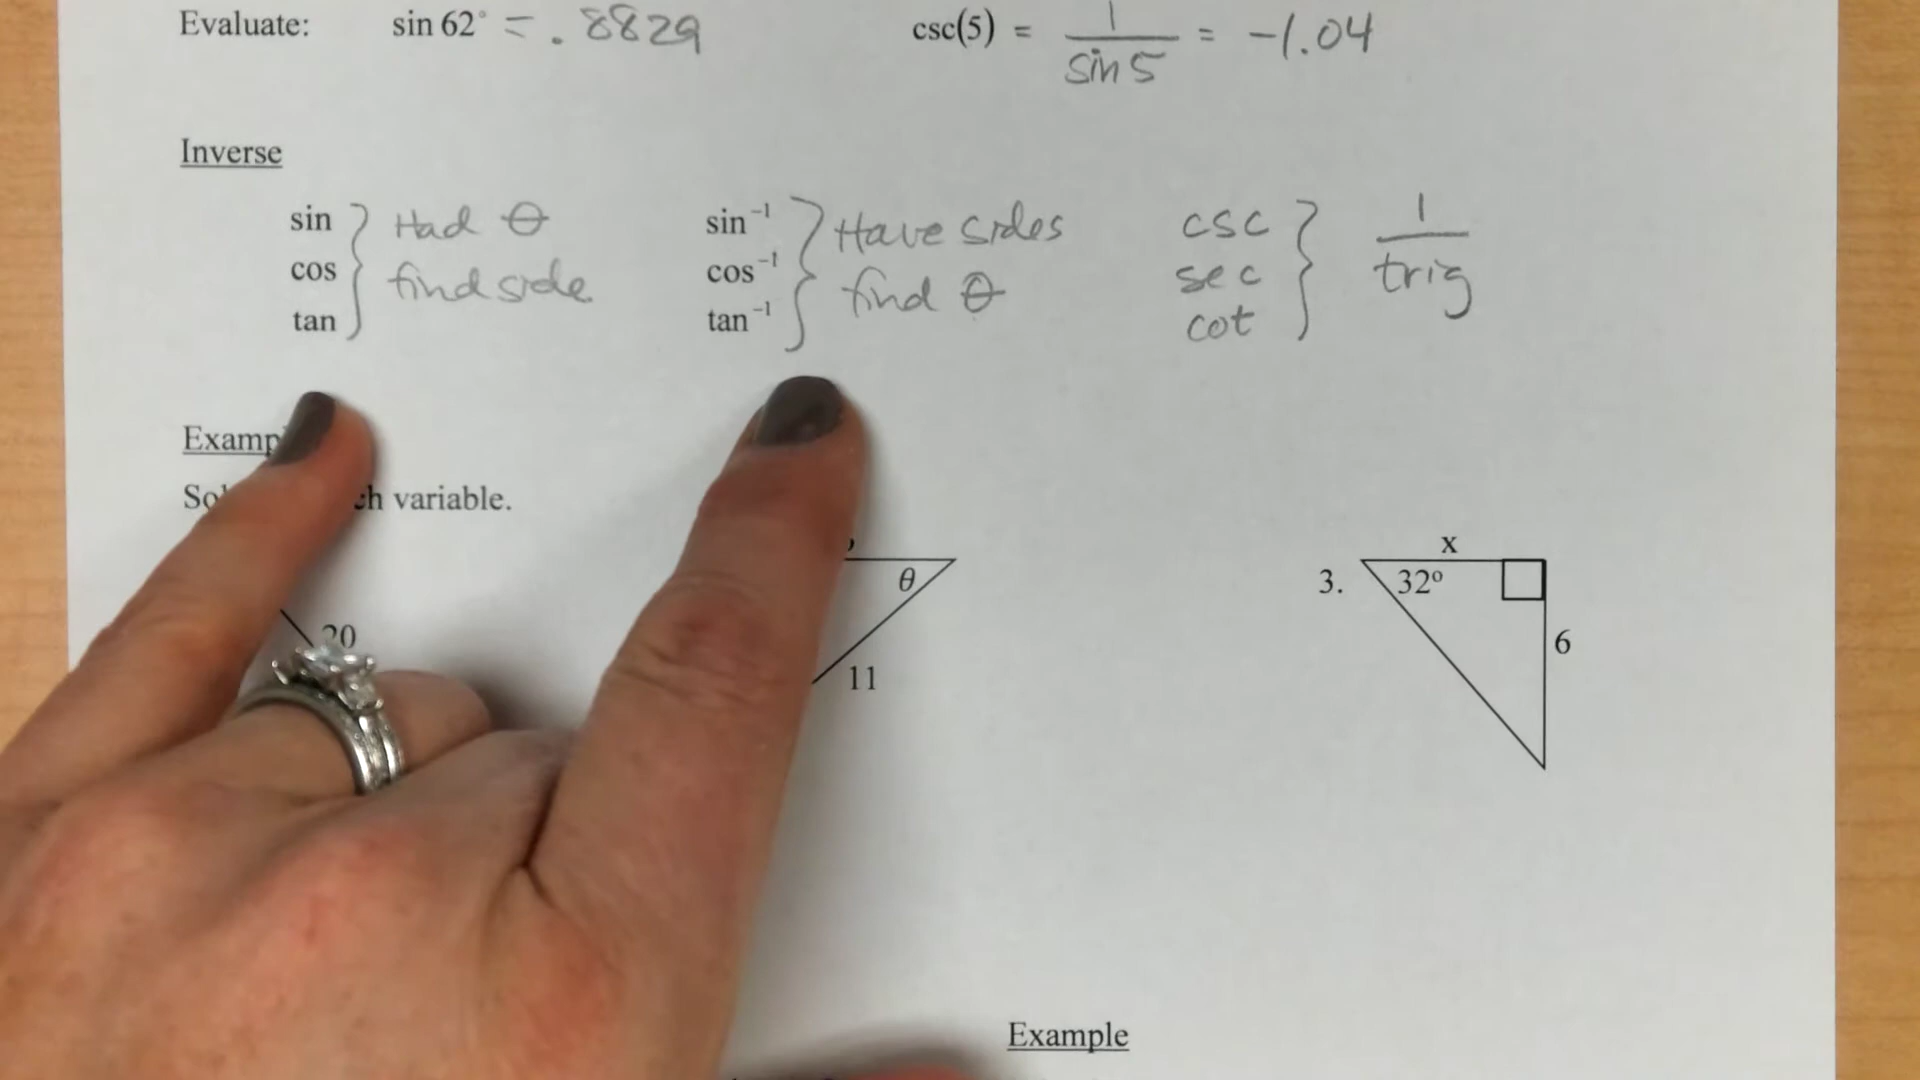 Evaluate: sin 62° = .8829 csc(5) = 1/sin 5 = -1.04
Inverse
sin cos tan } Had θ find side
sin⁻¹ cos⁻¹ tan⁻¹ } Have sides find θ
csc sec cot } 1/trig
variable.
20
θ
11
3.
x
32º
6
Example